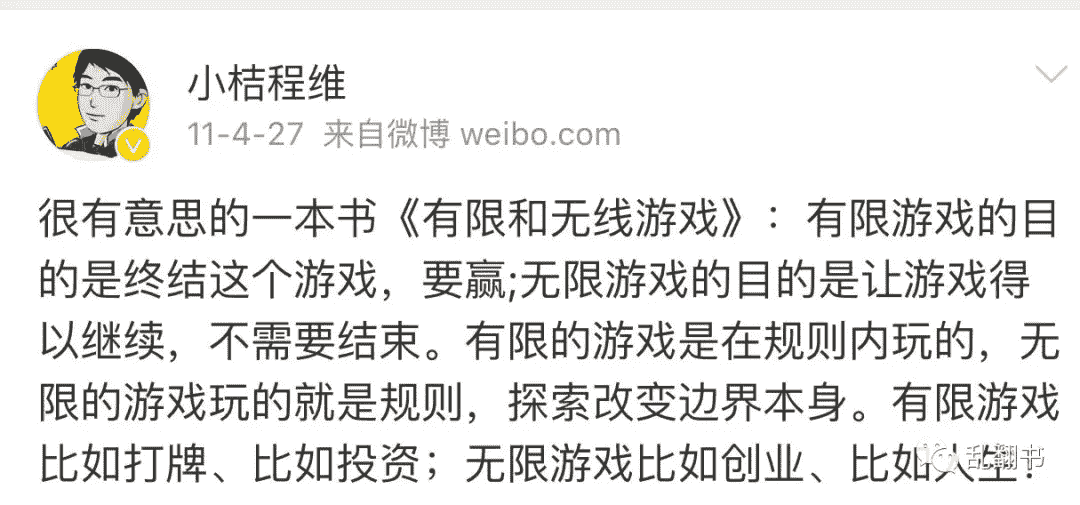 小桔程维
11-4-27 来自微博 weibo.com
很有意思的一本书《有限和无线游戏》：有限游戏的目
的是终结这个游戏，要赢;无限游戏的目的是让游戏得
以继续，不需要结束。有限的游戏是在规则内玩的，无
限的游戏玩的就是规则，探索改变边界本身。有限游戏
比如打牌、比如投资；无限游戏比如创业、比如人生！
乱翻书